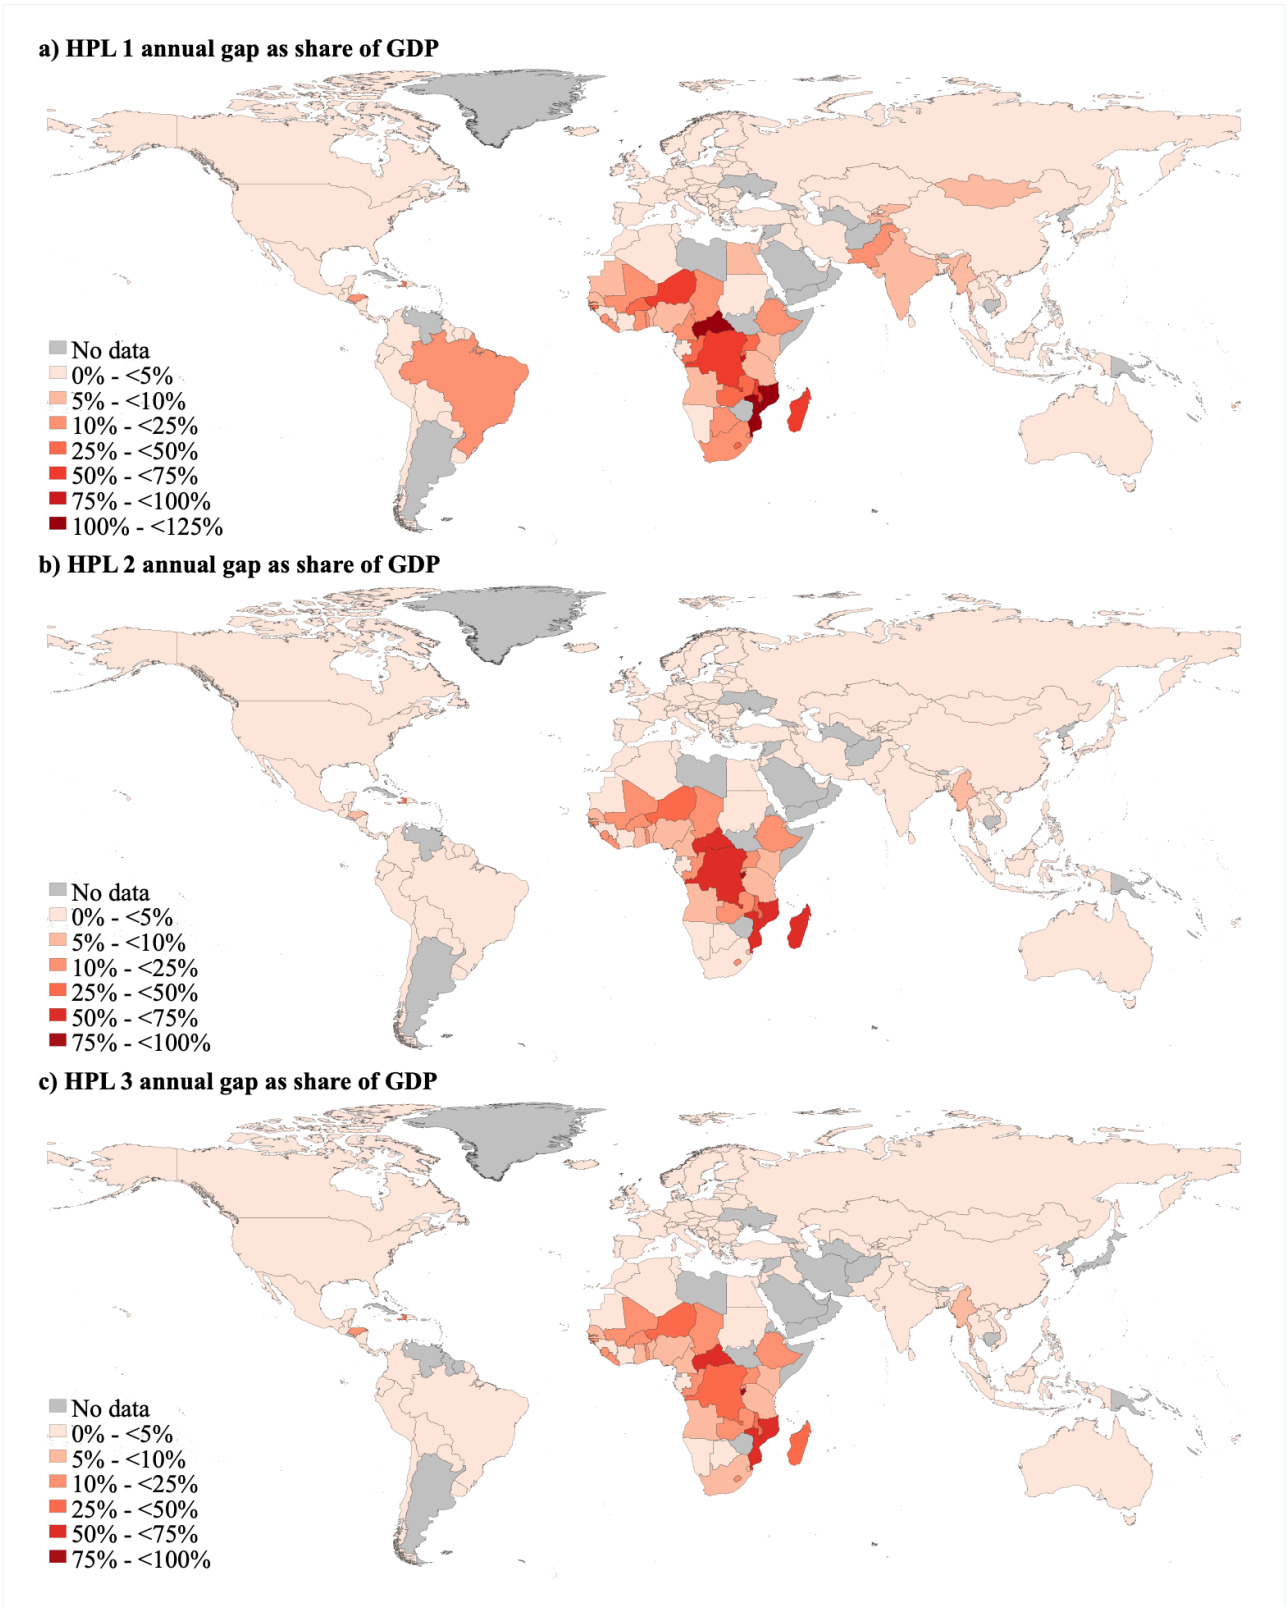 a) HPL 1 annual gap as share of GDP
No data
0% - <5%
5% - <10%
10% - <25%
25% - <50%
50% - <75%
75% - <100%
100% - <125%
b) HPL 2 annual gap as share of GDP
No data
0% - <5%
5% - <10%
10% - <25%
25% - <50%
50% - <75%
75% - <100%
c) HPL 3 annual gap as share of GDP
No data
0% - <5%
5% - <10%
10% - <25%
25% - <50%
50% - <75%
75% - <100%